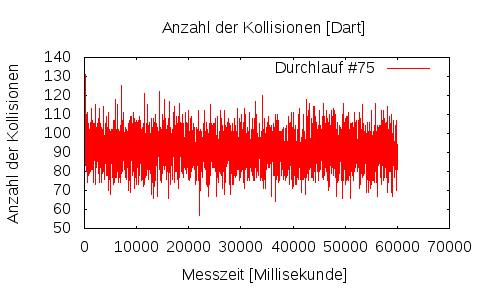 Anzahl der Kollisionen [Dart]
Durchlauf #75
Anzahl der Kollisionen
140
130
120
110
100
90
80
70
60
50
0 10000 20000 30000 40000 50000 60000 70000
Messzeit [Millisekunde]